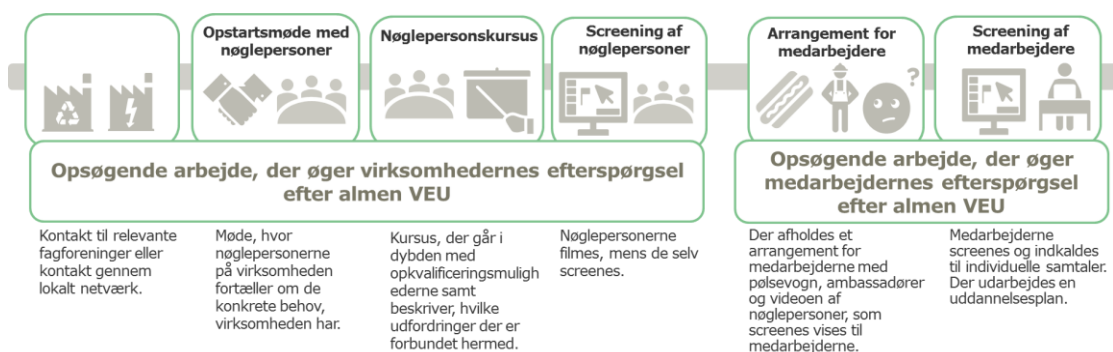 Opstartsmøde med
nøglepersoner
Nøglepersonskursus
Screening af
nøglepersoner
Arrangement for
medarbejdere
Screening af
medarbejdere
?
Opsøgende arbejde, der øger virksomhedernes efterspørgsel
efter almen VEU
Opsøgende arbejde, der øger
medarbejdernes efterspørgsel
efter almen VEU
Kontakt til relevante
fagforeninger eller
kontakt gennem
lokalt netværk.
Møde, hvor
nøglepersonerne
på virksomheden
fortæller om de
konkrete behov,
virksomheden har.
Kursus, der går i
dybden med
opkvalificeringsmuligh
ederne samt
beskriver, hvilke
udfordringer der er
forbundet hermed.
Nøglepersonerne
filmes, mens de selv
screenes.
Der afholdes et
arrangement for
medarbejderne med
pølsevogn, ambassadører
og videoen af
nøglepersoner, som
screenes vises til
medarbejderne.
Medarbejderne
screenes og indkaldes
til individuelle samtaler.
Der udarbejdes en
uddannelsesplan.